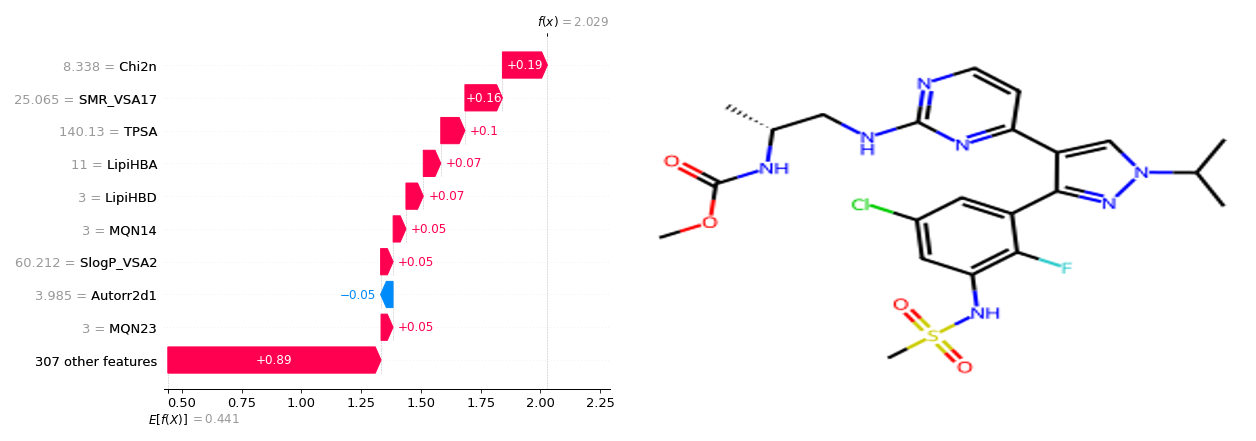 f(x) = 2.029
8.338 = Chi2n
+0.19
25.065 = SMR_VSA17
+0.16
140.13 = TPSA
+0.1
11 = LipiHBA
+0.07
3 = LipiHBD
+0.07
3 = MQN14
+0.05
60.212 = SlogP_VSA2
+0.05
3.985 = Autorr2d1
−0.05
3 = MQN23
+0.05
307 other features
+0.89
0.50 0.75 1.00 1.25 1.50 1.75 2.00 2.25
E[f(X)] = 0.441
N
N
N
H
N
N
O
NH
O
Cl
F
NH
O
S
O